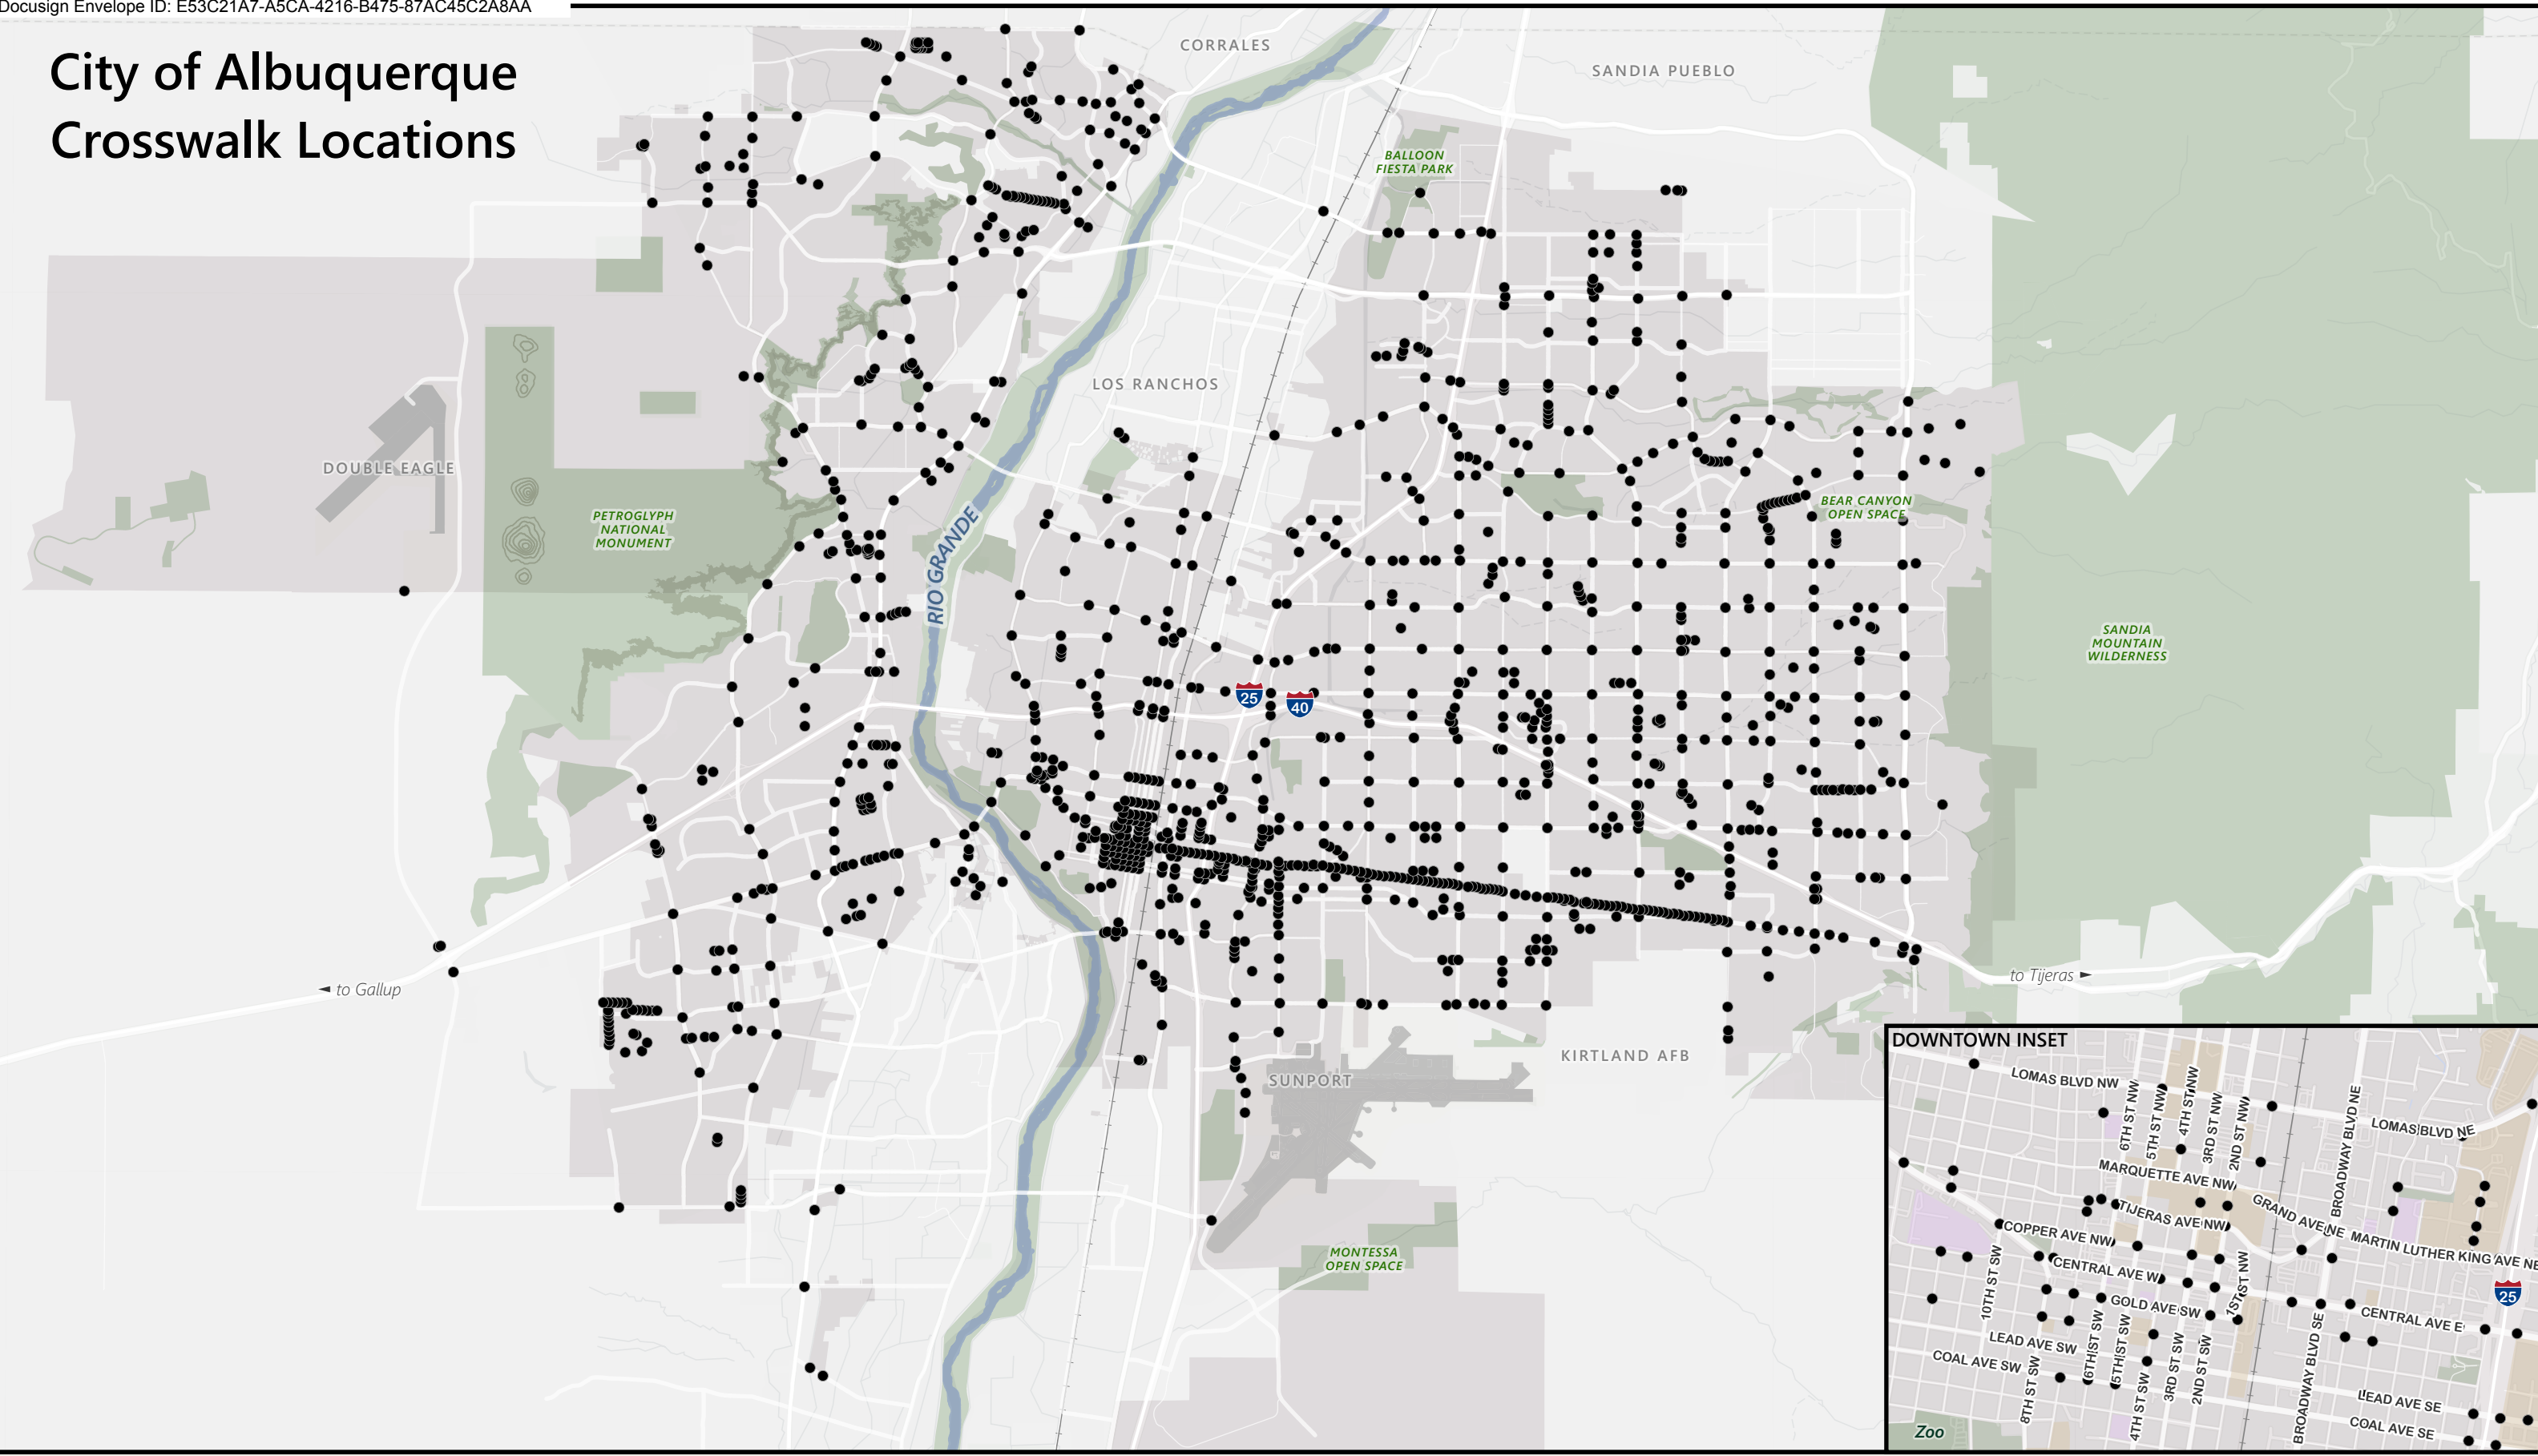 Docusign Envelope ID: E53C21A7-A5CA-4216-B475-87AC45C2A8AA
City of Albuquerque
Crosswalk Locations
CORRALES
SANDIA PUEBLO
BALLOON
FIESTA PARK
LOS RANCHOS
DOUBLE EAGLE
PETROGLYPH
NATIONAL
MONUMENT
BEAR CANYON
OPEN SPACE
RIO GRANDE
SANDIA
MOUNTAIN
WILDERNESS
25
40
to Gallup
to Tijeras
KIRTLAND AFB
SUNPORT
MONTESSA
OPEN SPACE
DOWNTOWN INSET
LOMAS BLVD NW
6TH ST NW
5TH ST NW
4TH ST NW
3RD ST NW
2ND ST NW
BROADWAY BLVD NE
LOMAS BLVD NE
MARQUETTE AVE NW
GRAND AVE NE
TIJERAS AVE NW
MARTIN LUTHER KING AVE NE
COPPER AVE NW
10TH ST SW
CENTRAL AVE W
1ST ST NW
25
GOLD AVE SW
CENTRAL AVE E
LEAD AVE SW
6TH ST SW
5TH ST SW
3RD ST SW
2ND ST SW
BROADWAY BLVD SE
COAL AVE SW
8TH ST SW
4TH ST SW
LEAD AVE SE
COAL AVE SE
Zoo